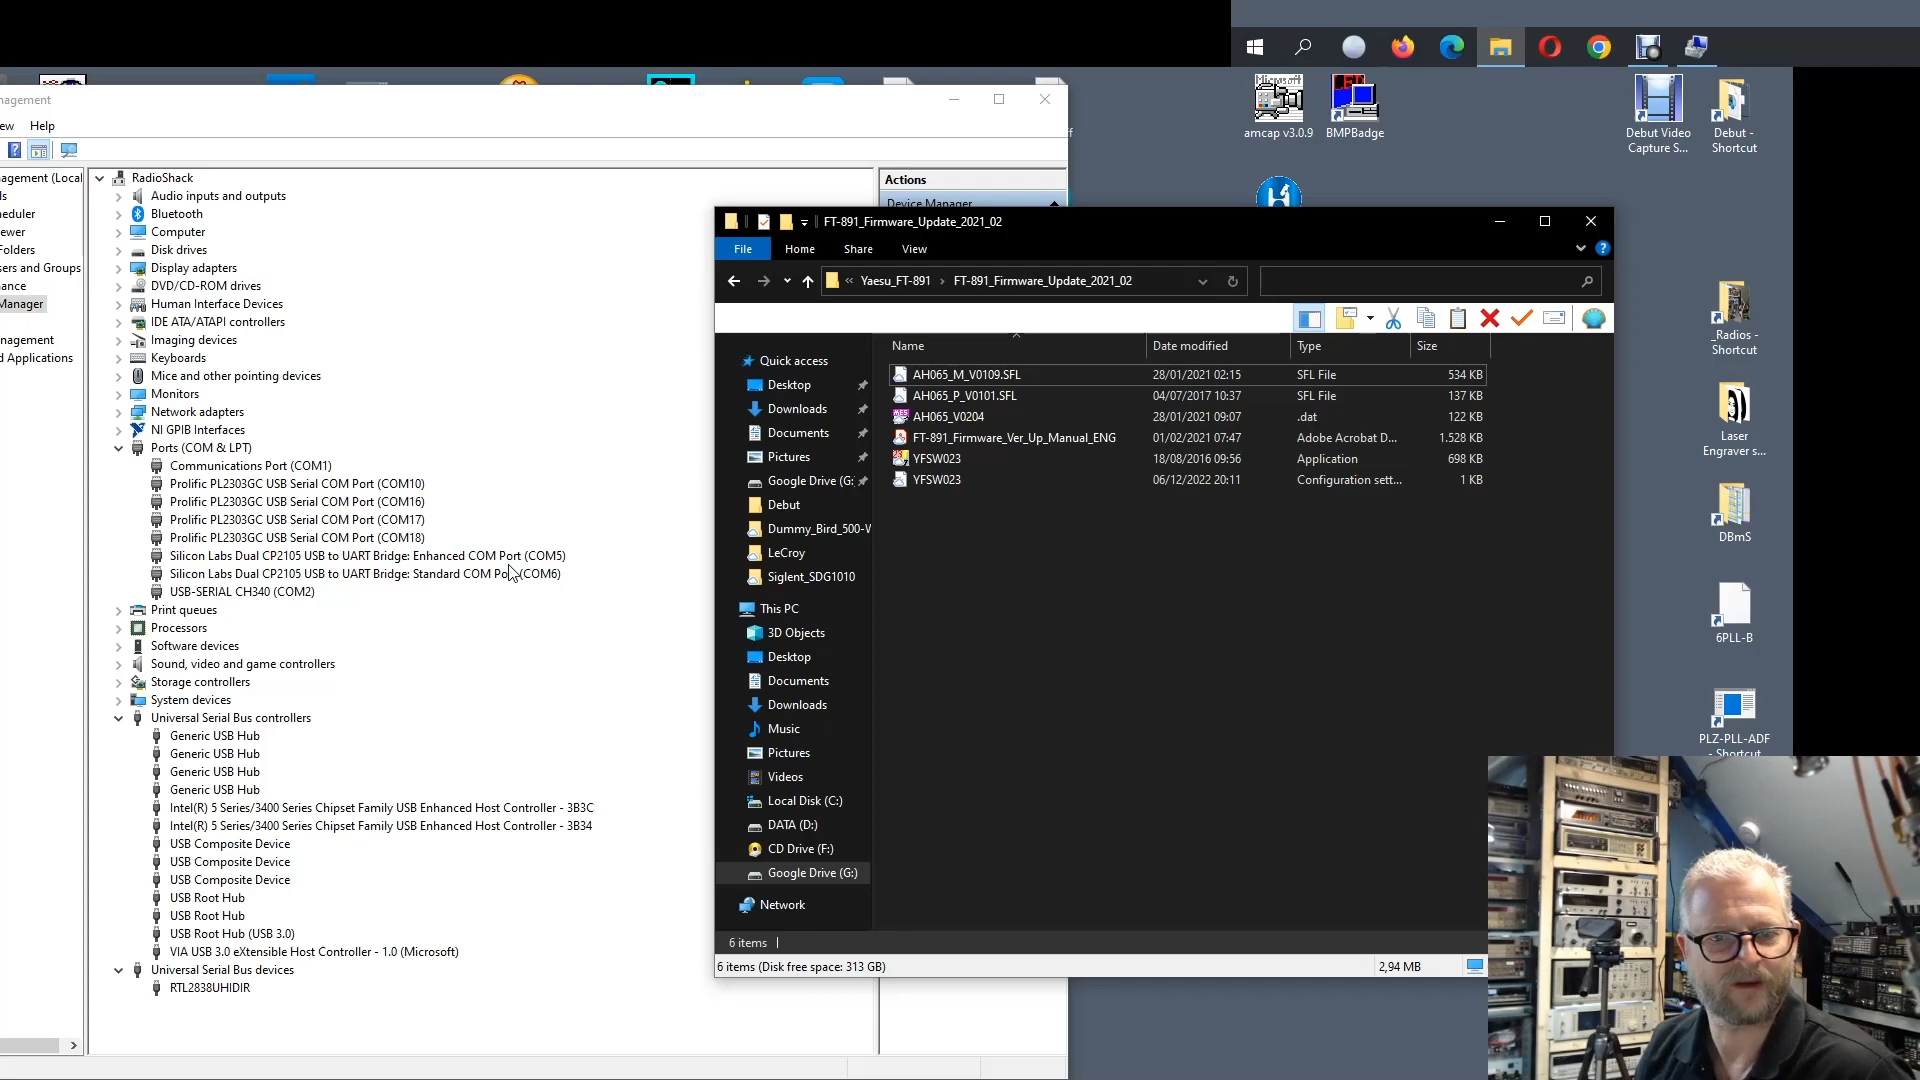 nagement
ew Help
agement (Local
ls
heduler
ewer
Folders
sers and Groups
ance
Manager
nagement
d Applications
RadioShack
Audio inputs and outputs
Bluetooth
Computer
Disk drives
Display adapters
DVD/CD-ROM drives
Human Interface Devices
IDE ATA/ATAPI controllers
Imaging devices
Keyboards
Mice and other pointing devices
Monitors
Network adapters
NI GPIB Interfaces
Ports (COM & LPT)
Communications Port (COM1)
Prolific PL2303GC USB Serial COM Port (COM10)
Prolific PL2303GC USB Serial COM Port (COM16)
Prolific PL2303GC USB Serial COM Port (COM17)
Prolific PL2303GC USB Serial COM Port (COM18)
Silicon Labs Dual CP2105 USB to UART Bridge: Enhanced COM Port (COM5)
Silicon Labs Dual CP2105 USB to UART Bridge: Standard COM Port (COM6)
USB-SERIAL CH340 (COM2)
Print queues
Processors
Software devices
Sound, video and game controllers
Storage controllers
System devices
Universal Serial Bus controllers
Generic USB Hub
Generic USB Hub
Generic USB Hub
Generic USB Hub
Intel(R) 5 Series/3400 Series Chipset Family USB Enhanced Host Controller - 3B3C
Intel(R) 5 Series/3400 Series Chipset Family USB Enhanced Host Controller - 3B34
USB Composite Device
USB Composite Device
USB Composite Device
USB Root Hub
USB Root Hub
USB Root Hub (USB 3.0)
VIA USB 3.0 eXtensible Host Controller - 1.0 (Microsoft)
Universal Serial Bus devices
RTL2838UHIDIR
Actions
Device Manager
FT-891_Firmware_Update_2021_02
File Home Share View
« Yaesu_FT-891 › FT-891_Firmware_Update_2021_02
Quick access
Desktop
Downloads
Documents
Pictures
Google Drive (G:
Debut
Dummy_Bird_500-W
LeCroy
Siglent_SDG1010
This PC
3D Objects
Desktop
Documents
Downloads
Music
Pictures
Videos
Local Disk (C:)
DATA (D:)
CD Drive (F:)
Google Drive (G:)
Network
Name Date modified Type Size
AH065_M_V0109.SFL 28/01/2021 02:15 SFL File 534 KB
AH065_P_V0101.SFL 04/07/2017 10:37 SFL File 137 KB
AH065_V0204 28/01/2021 09:07 .dat 122 KB
FT-891_Firmware_Ver_Up_Manual_ENG 01/02/2021 07:47 Adobe Acrobat D... 1.528 KB
YFSW023 18/08/2016 09:56 Application 698 KB
YFSW023 06/12/2022 20:11 Configuration sett... 1 KB
6 items
6 items (Disk free space: 313 GB) 2,94 MB
Microsoft
amcap v3.0.9
BMPBadge
Debut Video
Capture S...
Debut -
Shortcut
_Radios -
Shortcut
Laser
Engraver s...
DBmS
6PLL-B
PLZ-PLL-ADF
- Shortcut